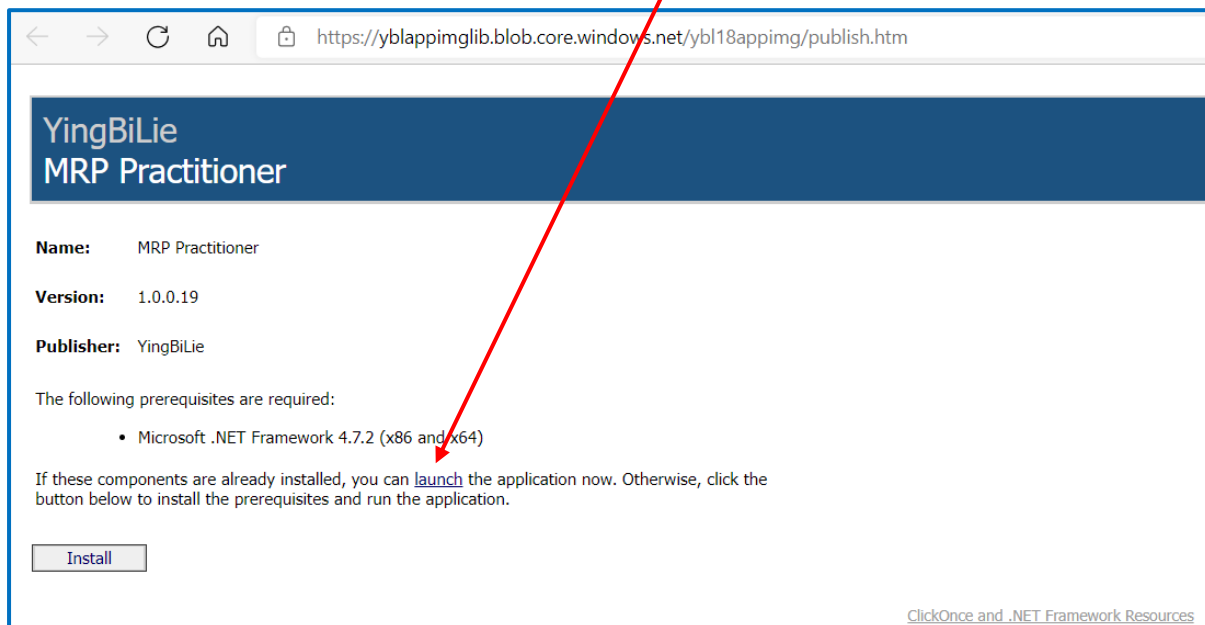 https://yblappimglib.blob.core.windows.net/ybl18appimg/publish.htm
YingBiLie
MRP Practitioner
Name: MRP Practitioner
Version: 1.0.0.19
Publisher: YingBiLie
The following prerequisites are required:
• Microsoft .NET Framework 4.7.2 (x86 and x64)
If these components are already installed, you can launch the application now. Otherwise, click the
button below to install the prerequisites and run the application.
Install
ClickOnce and .NET Framework Resources